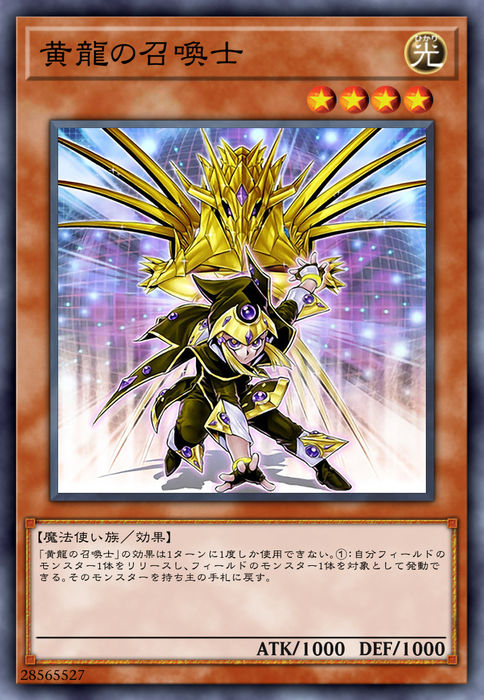 黄龍の召喚士
ひかり
光
【魔法使い族／効果】
「黄龍の召喚士」の効果は1ターンに1度しか使用できない。①：自分フィールドの
モンスター1体をリリースし、フィールドのモンスター1体を対象として発動で
きる。そのモンスターを持ち主の手札に戻す。
ATK/1000 DEF/1000
28565527